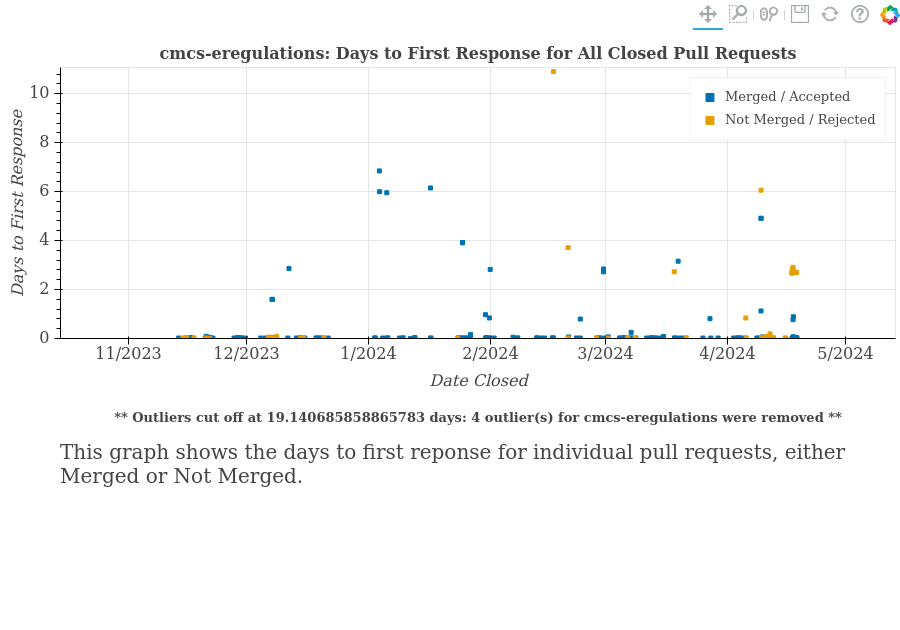 cmcs-eregulations: Days to First Response for All Closed Pull Requests
Merged / Accepted
Not Merged / Rejected
Days to First Response
10
8
6
4
2
0
11/2023 12/2023 1/2024 2/2024 3/2024 4/2024 5/2024
Date Closed
** Outliers cut off at 19.140685858865783 days: 4 outlier(s) for cmcs-eregulations were removed **
This graph shows the days to first reponse for individual pull requests, either
Merged or Not Merged.